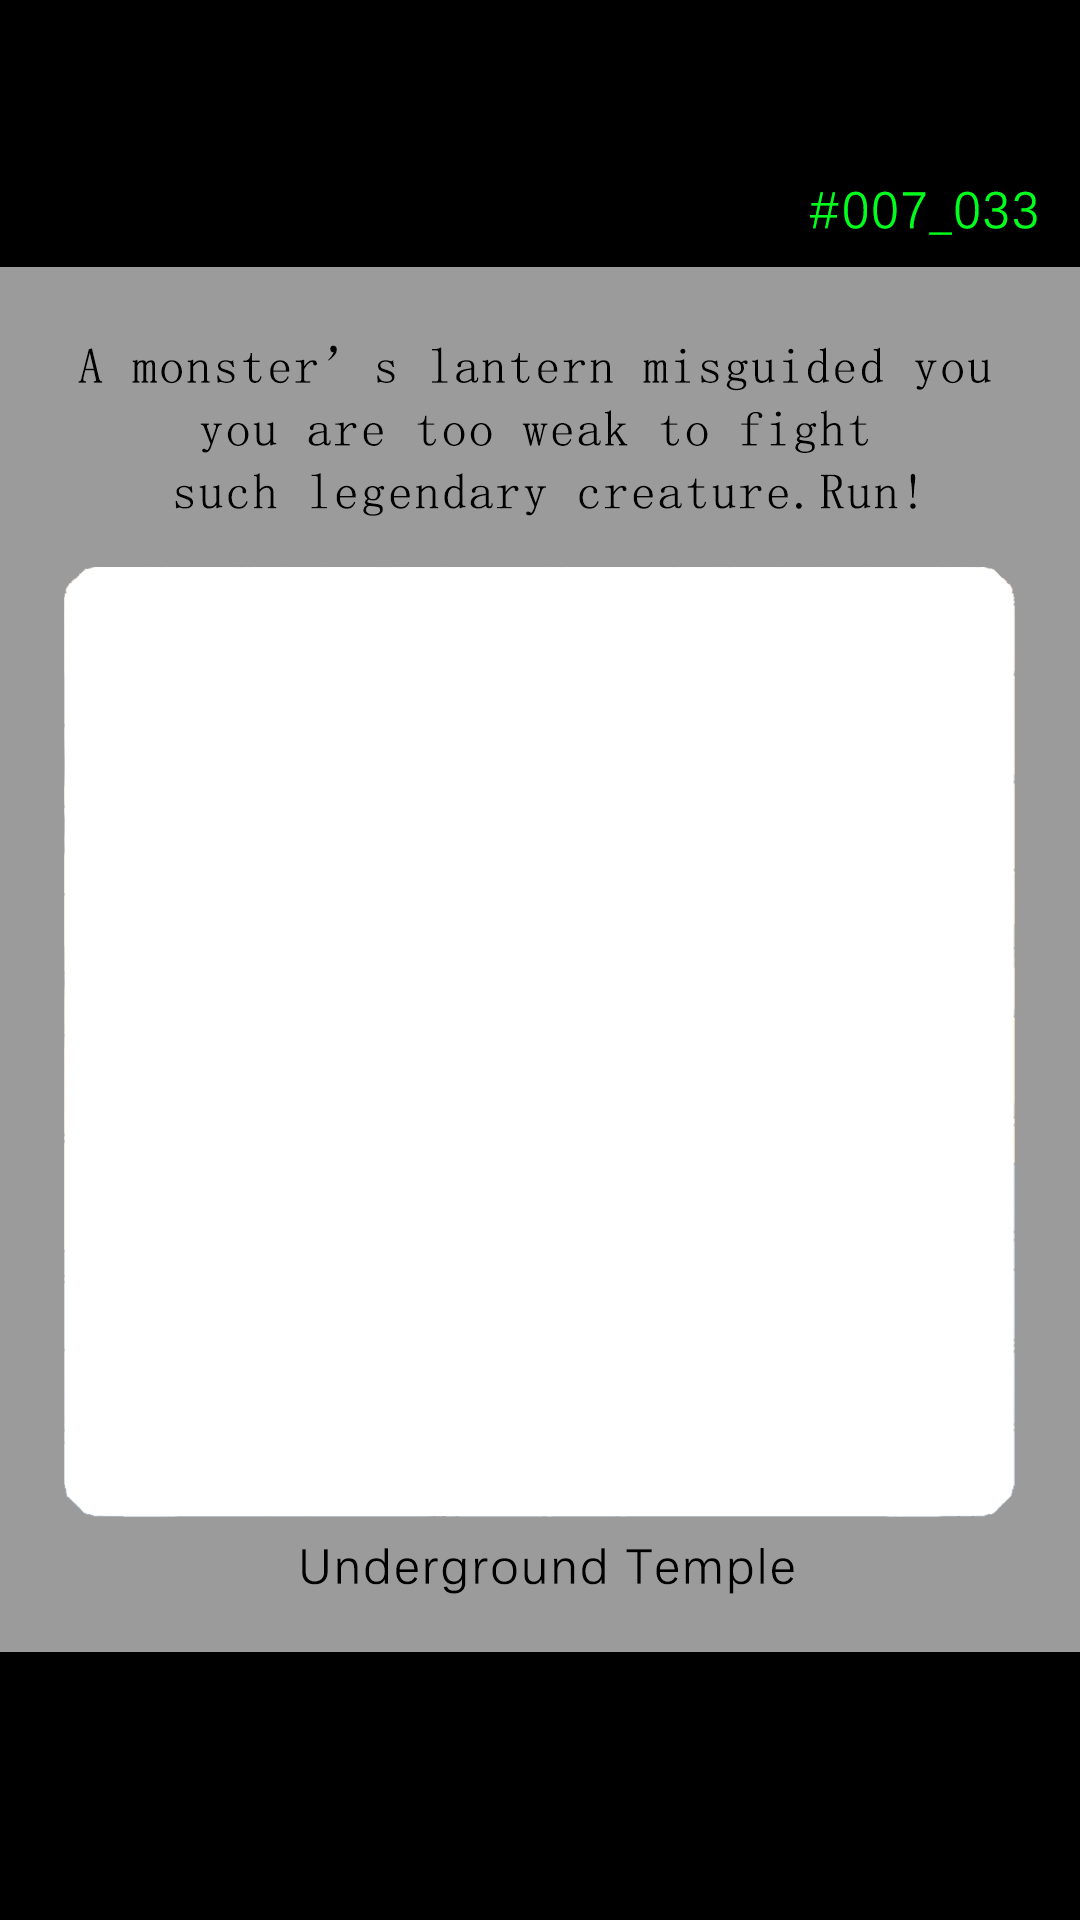 #007_033
A monster’s lantern misguided you
you are too weak to fight
such legendary creature.Run!
Underground Temple